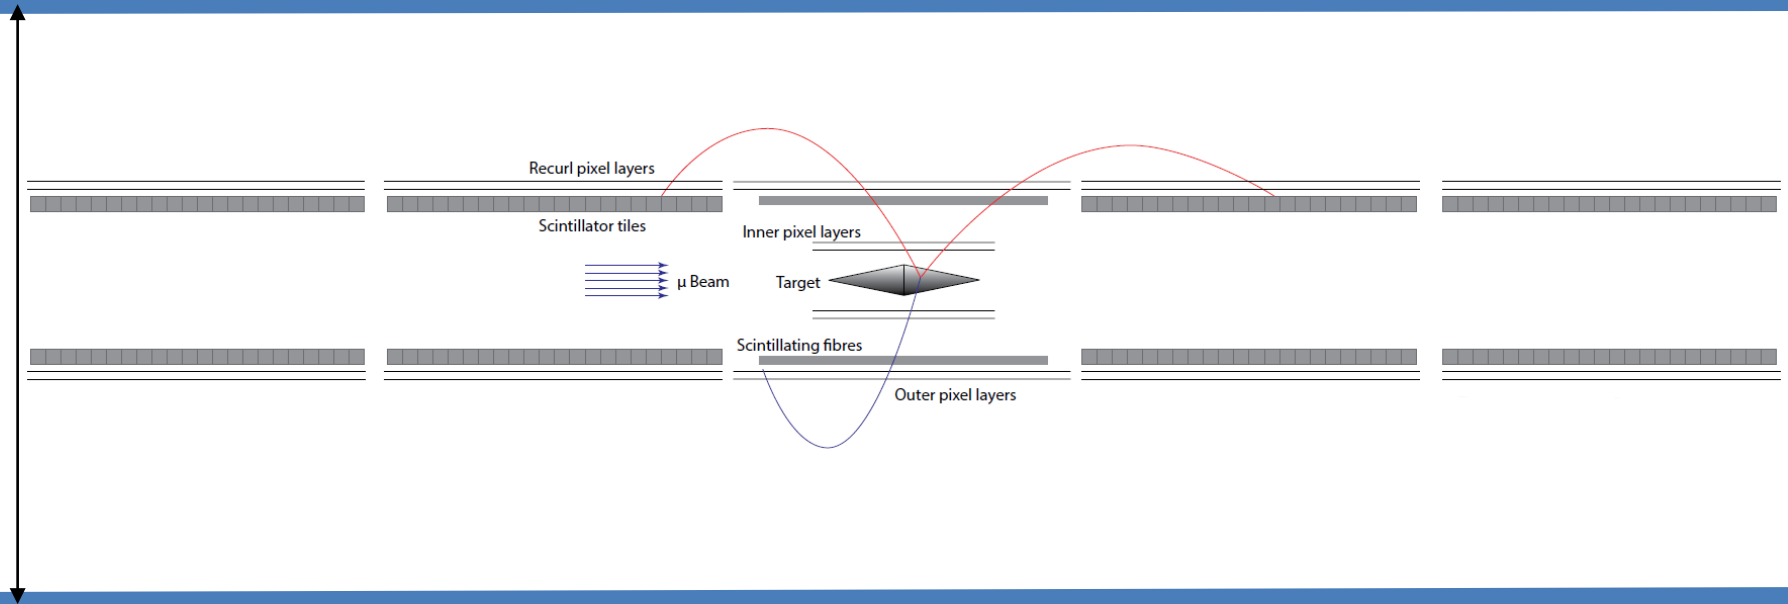 Recurl pixel layers
Scintillator tiles
Inner pixel layers
μ Beam
Target
Scintillating fibres
Outer pixel layers